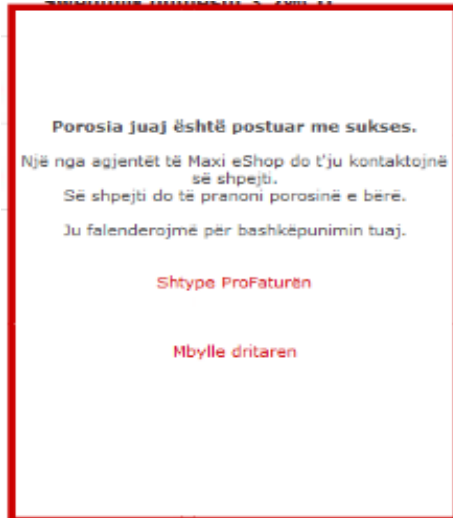 Porosia juaj është postuar me sukses.
Një nga agjentët të Maxi eShop do t'ju kontaktojnë
së shpejti.
Së shpejti do të pranoni porosinë e bërë.
Ju falenderojmë për bashkëpunimin tuaj.
Shtype ProFaturën
Mbylle dritaren